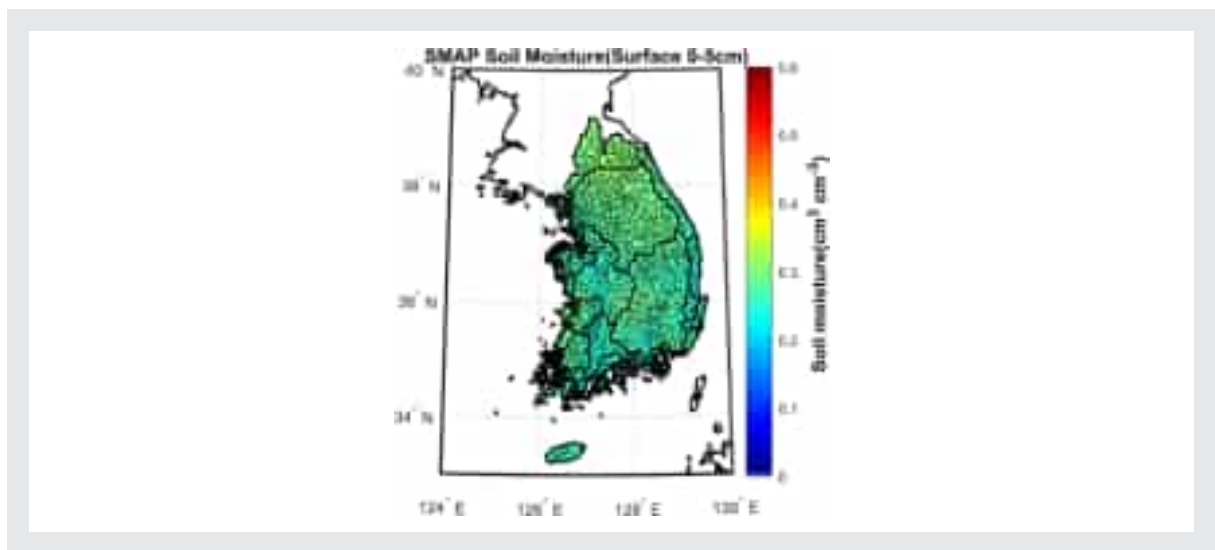 SMAP Soil Moisture(Surface 0-5cm)
40° N
38° N
36° N
34° N
124° E
126° E
128° E
130° E
0.6
0.5
0.4
0.3
0.2
0.1
0
Soil moisture(cm³ cm⁻³)